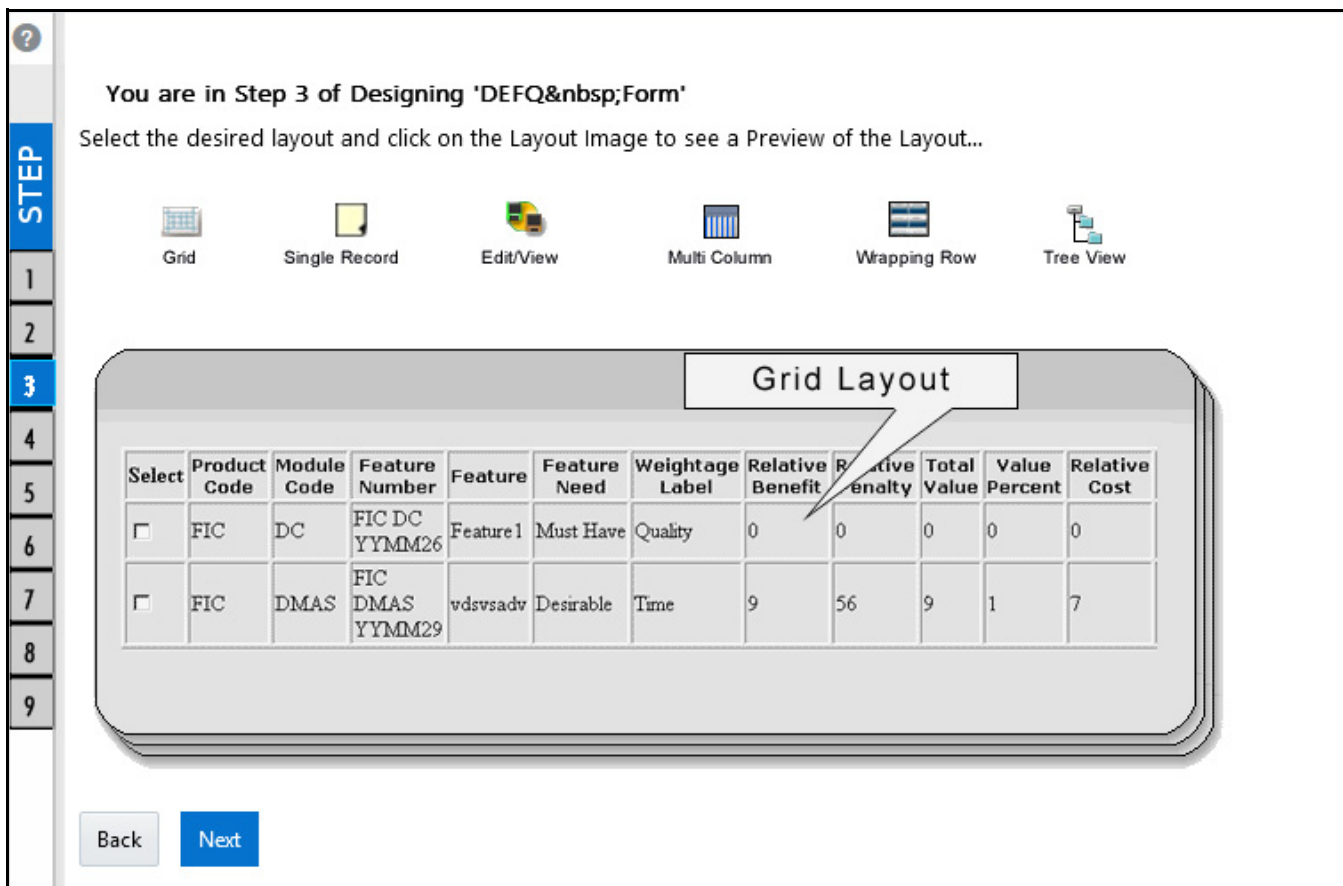 ?
You are in Step 3 of Designing 'DEFQ&nbsp;Form'
Select the desired layout and click on the Layout Image to see a Preview of the Layout...
STEP
1
2
3
4
5
6
7
8
9
Grid Single Record Edit/View Multi Column Wrapping Row Tree View
Grid Layout
Select Product Code Module Code Feature Number Feature Feature Need Weightage Label Relative Benefit Total Value Value Percent Relative Cost
FIC DC FIC DC YYMM26 Feature1 Must Have Quality 0 0 0 0 0
FIC DMAS FIC DMAS YYMM29 vdsvsadv Desirable Time 9 56 9 1 7
Back Next